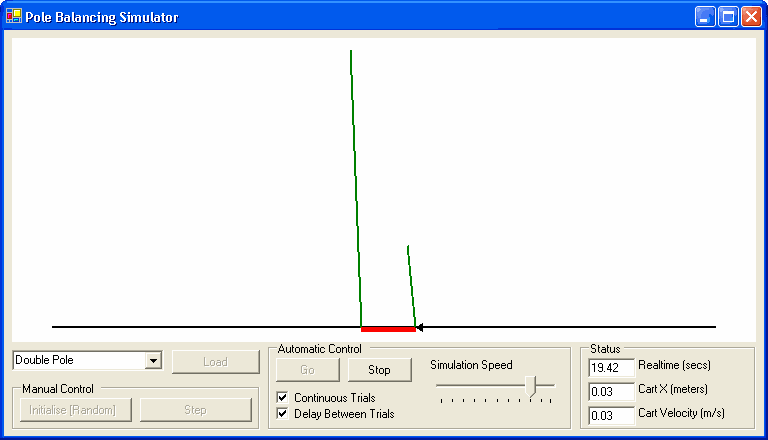 Pole Balancing Simulator
Double Pole
Load
Manual Control
Initialise [Random]
Step
Automatic Control
Go
Stop
Continuous Trials
Delay Between Trials
Simulation Speed
Status
19.42 Realtime (secs)
0.03 Cart X (meters)
0.03 Cart Velocity (m/s)